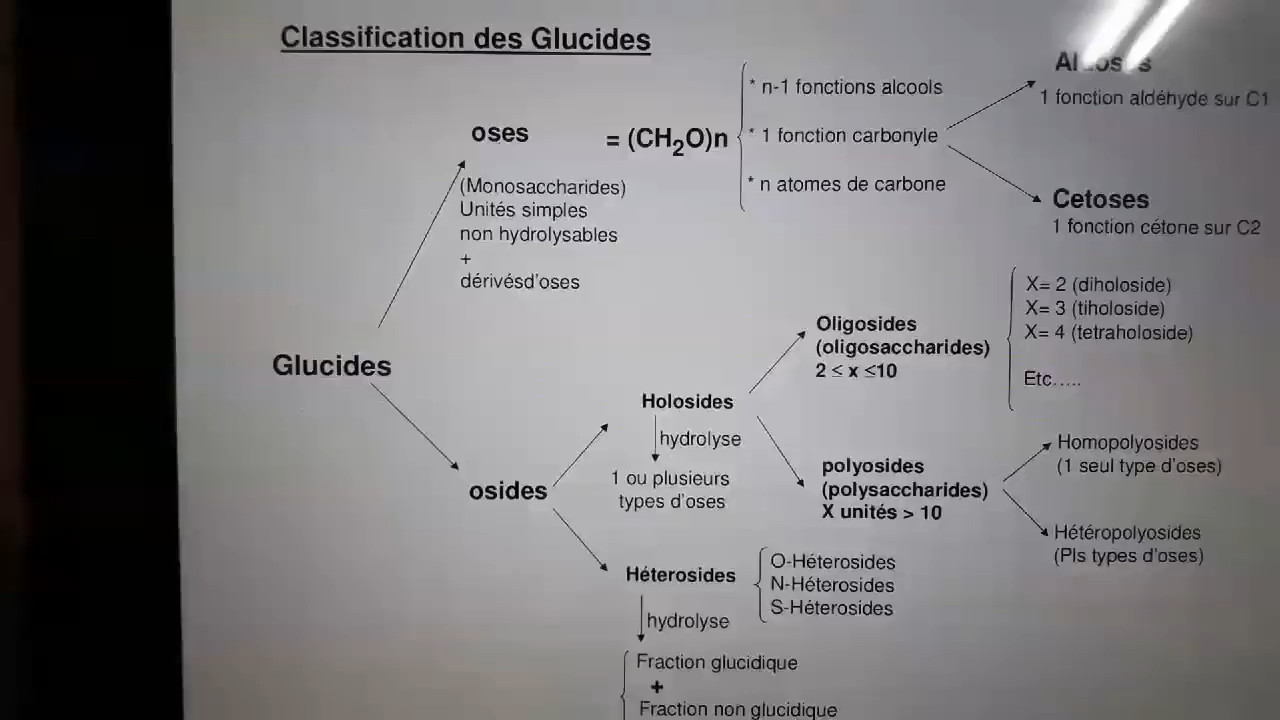 Classification des Glucides
oses
= (CH₂O)n
* n-1 fonctions alcools
* 1 fonction carbonyle
* n atomes de carbone
1 fonction aldéhyde sur C1
Cetoses
1 fonction cétone sur C2
(Monosaccharides)
Unités simples
non hydrolysables
+
dérivésd'oses
Glucides
osides
Holosides
hydrolyse
1 ou plusieurs
types d'oses
Oligosides
(oligosaccharides)
2 ≤ x ≤10
X= 2 (diholoside)
X= 3 (tiholoside)
X= 4 (tetraholoside)
Etc.....
polyosides
(polysaccharides)
X unités > 10
Homopolyosides
(1 seul type d'oses)
Hétéropolyosides
(Pls types d'oses)
Héterosides
O-Héterosides
N-Héterosides
S-Héterosides
hydrolyse
Fraction glucidique
+
Fraction non glucidique